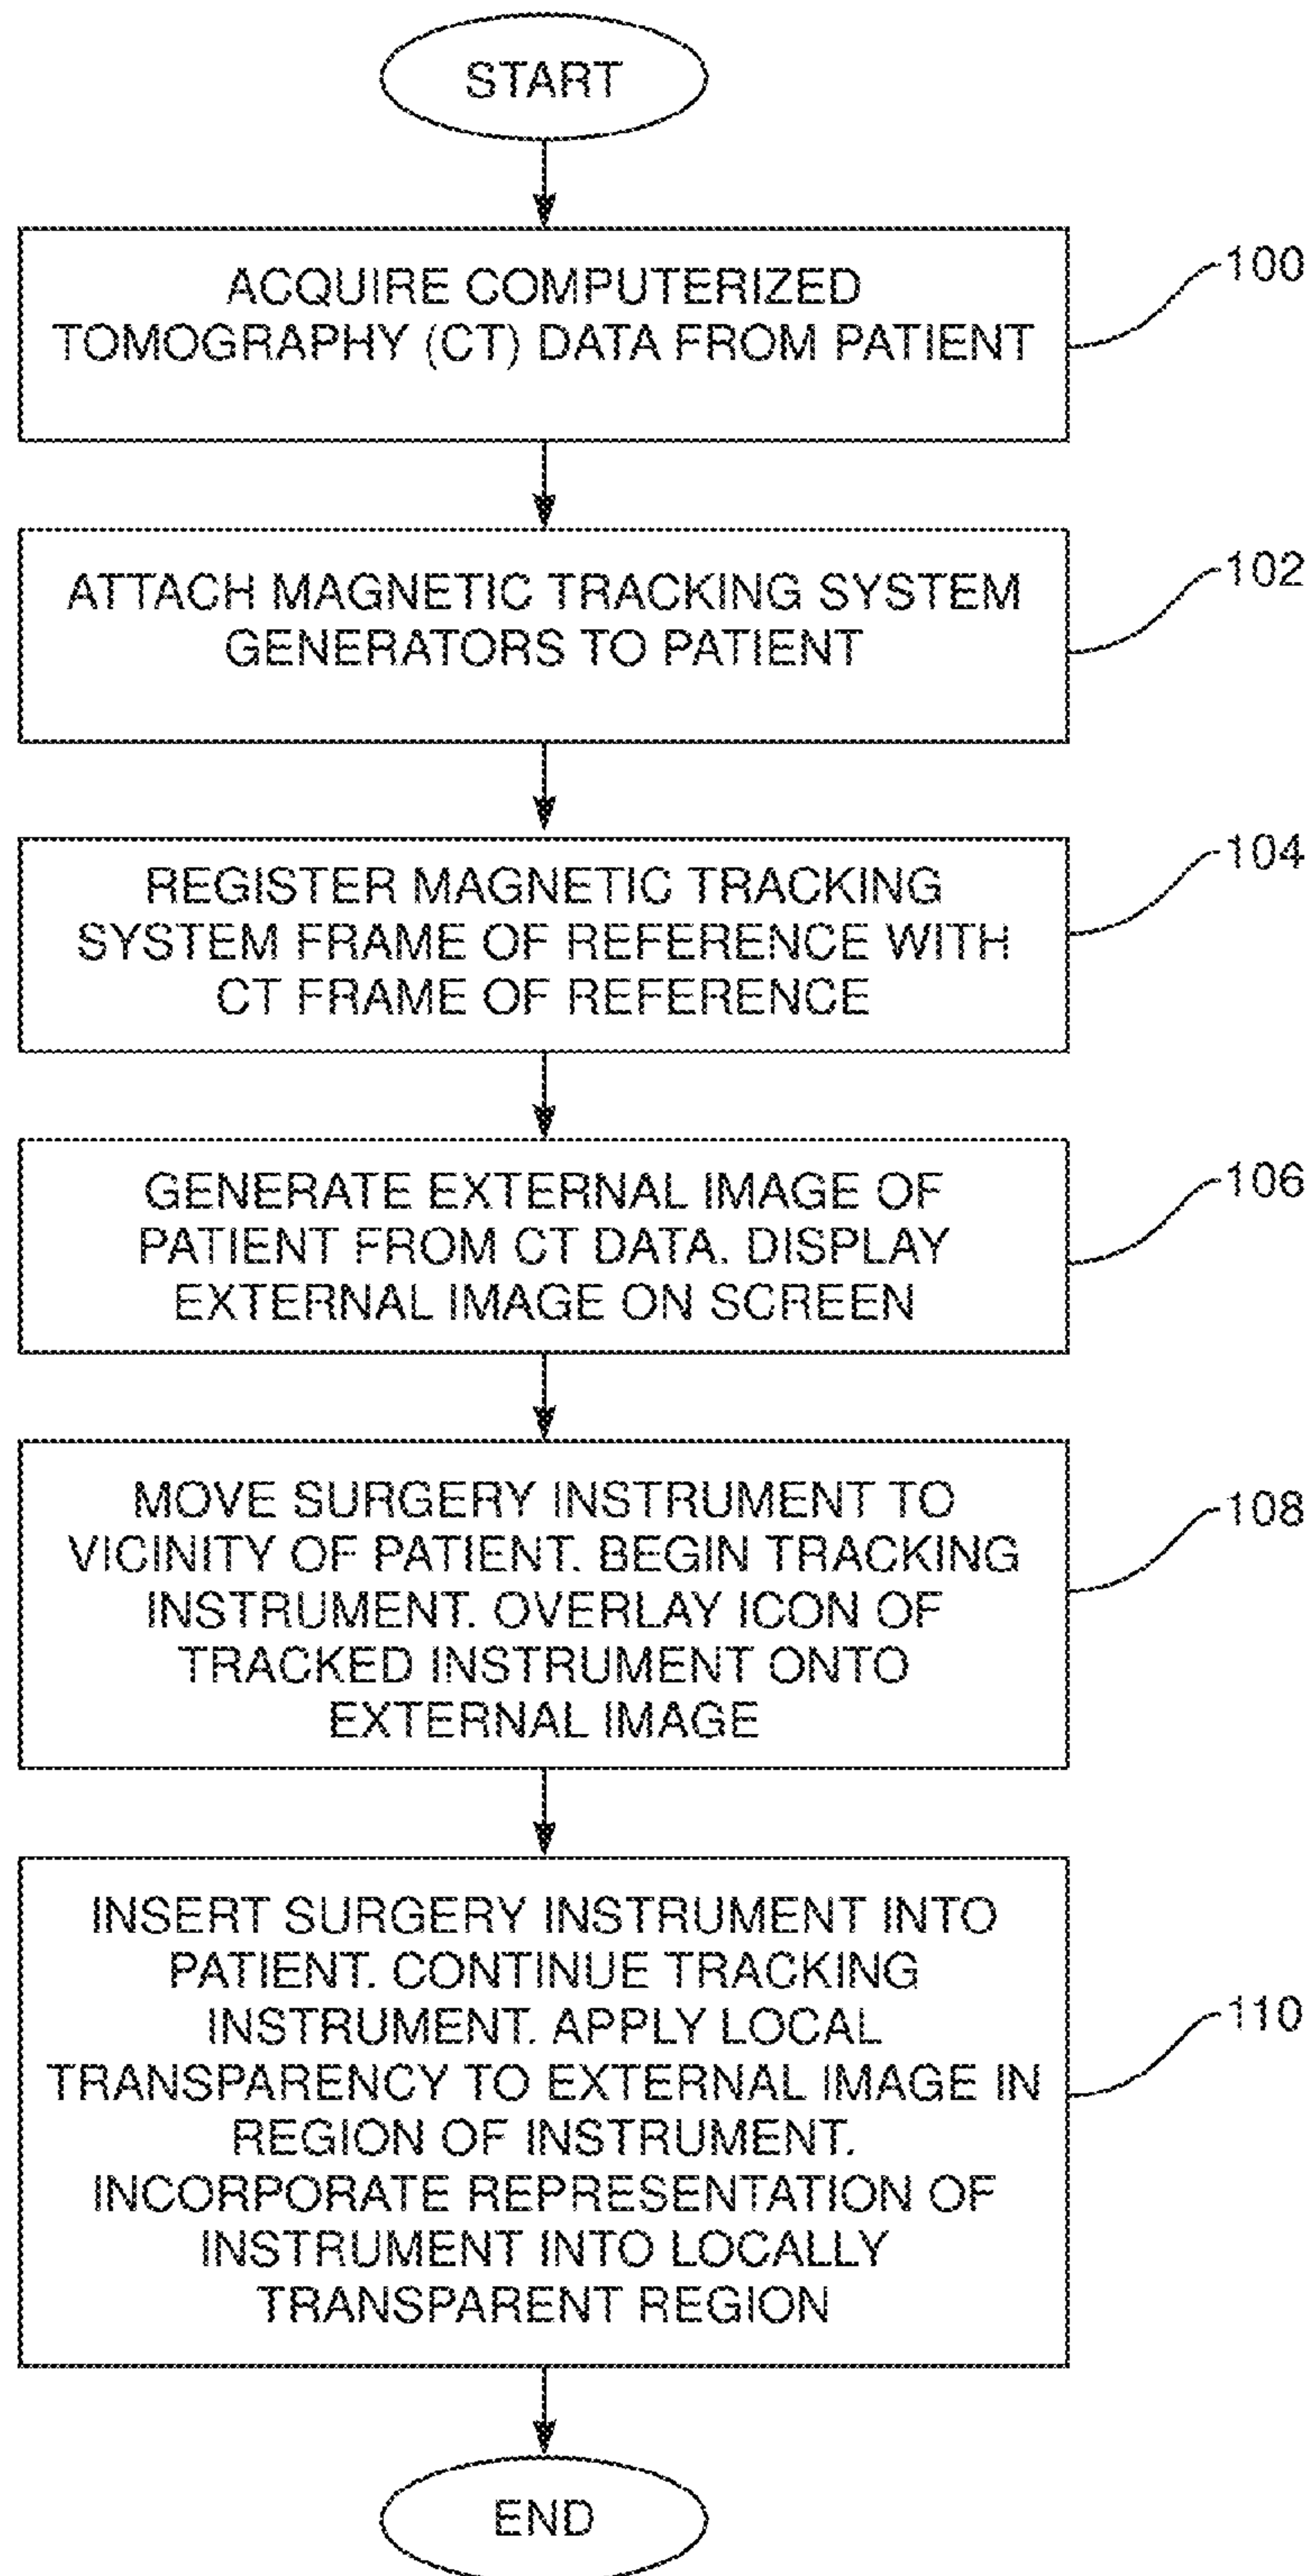 START
ACQUIRE COMPUTERIZED
TOMOGRAPHY (CT) DATA FROM PATIENT
100
ATTACH MAGNETIC TRACKING SYSTEM
GENERATORS TO PATIENT
102
REGISTER MAGNETIC TRACKING
SYSTEM FRAME OF REFERENCE WITH
CT FRAME OF REFERENCE
104
GENERATE EXTERNAL IMAGE OF
PATIENT FROM CT DATA. DISPLAY
EXTERNAL IMAGE ON SCREEN
106
MOVE SURGERY INSTRUMENT TO
VICINITY OF PATIENT. BEGIN TRACKING
INSTRUMENT. OVERLAY ICON OF
TRACKED INSTRUMENT ONTO
EXTERNAL IMAGE
108
INSERT SURGERY INSTRUMENT INTO
PATIENT. CONTINUE TRACKING
INSTRUMENT. APPLY LOCAL
TRANSPARENCY TO EXTERNAL IMAGE IN
REGION OF INSTRUMENT.
INCORPORATE REPRESENTATION OF
INSTRUMENT INTO LOCALLY
TRANSPARENT REGION
110
END